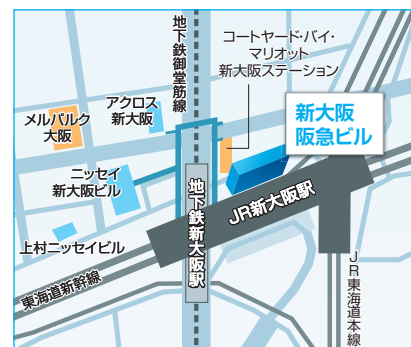 地下鉄御堂筋線
コートヤード・バイ・
マリオット
新大阪ステーション
アクロス
新大阪
メルパルク
大阪
新大阪
阪急ビル
ニッセイ
新大阪ビル
地下鉄新大阪駅
JR新大阪駅
上村ニッセイビル
東海道新幹線
JR東海道本線